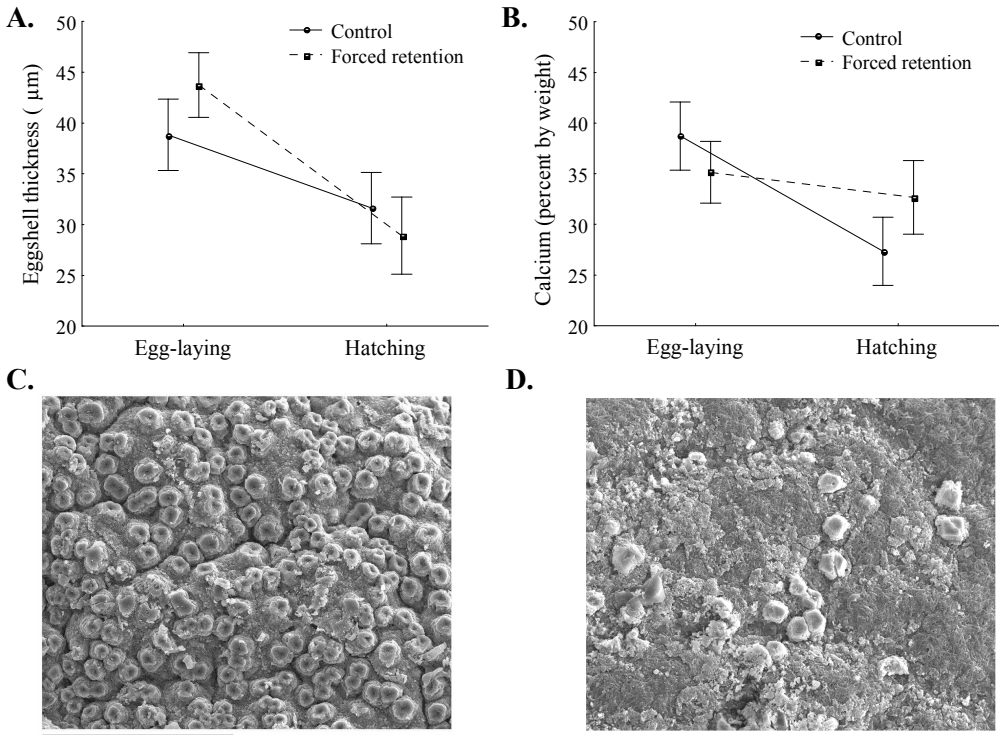 A.
Eggshell thickness ( µm)
50
45
40
35
30
25
20
Control
Forced retention
Egg-laying
Hatching
B.
Calcium (percent by weight)
50
45
40
35
30
25
20
Control
Forced retention
Egg-laying
Hatching
C.
D.